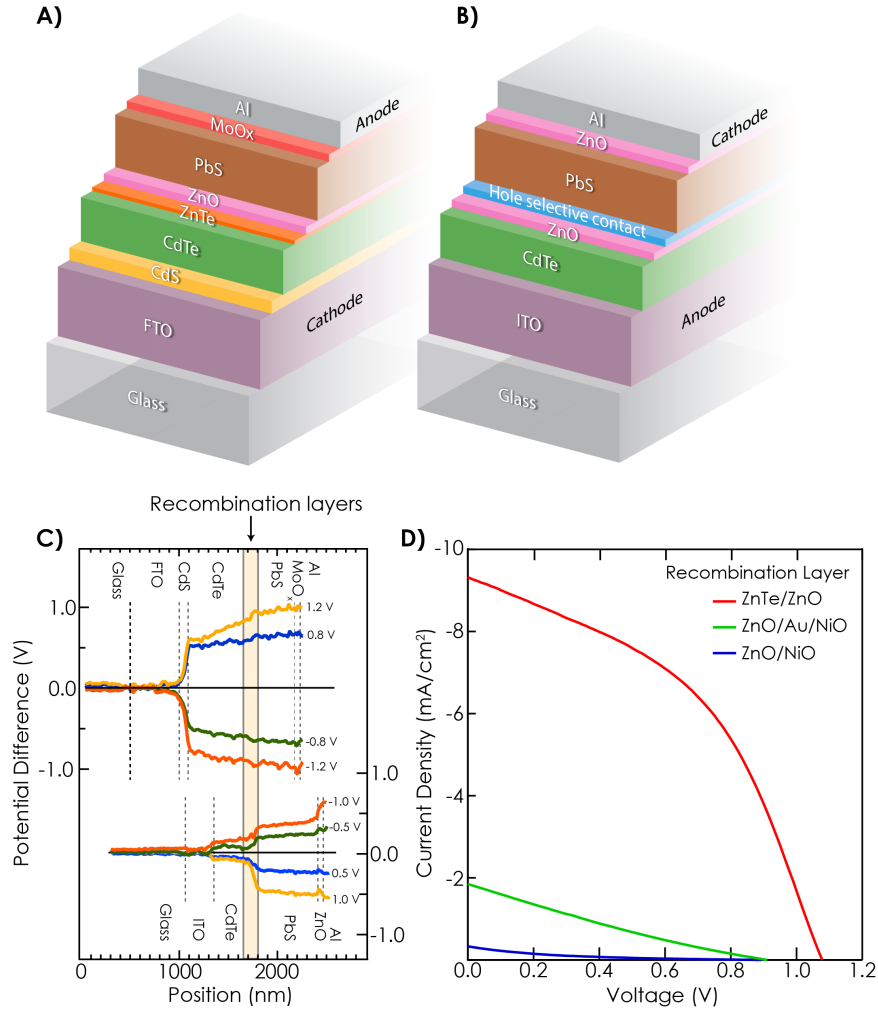 A)
Al
MoOx
Anode
PbS
ZnO
ZnTe
CdTe
CdS
Cathode
FTO
Glass
B)
Al
ZnO
Cathode
PbS
Hole selective contact
ZnO
CdTe
ITO
Anode
Glass
Recombination layers
C)
Glass
FTO
CdS
CdTe
PbS
MoOx
Al
1.2 V
0.8 V
-0.8 V
-1.2 V
1.0
0.0
-1.0
Potential Difference (V)
1.0
0.0
-1.0
-1.0 V
-0.5 V
0.5 V
1.0 V
Glass
ITO
CdTe
PbS
ZnO
Al
0 1000 2000
Position (nm)
D)
-10
-8
-6
-4
-2
Current Density (mA/cm²)
Recombination Layer
ZnTe/ZnO
ZnO/Au/NiO
ZnO/NiO
0.0 0.2 0.4 0.6 0.8 1.0 1.2
Voltage (V)